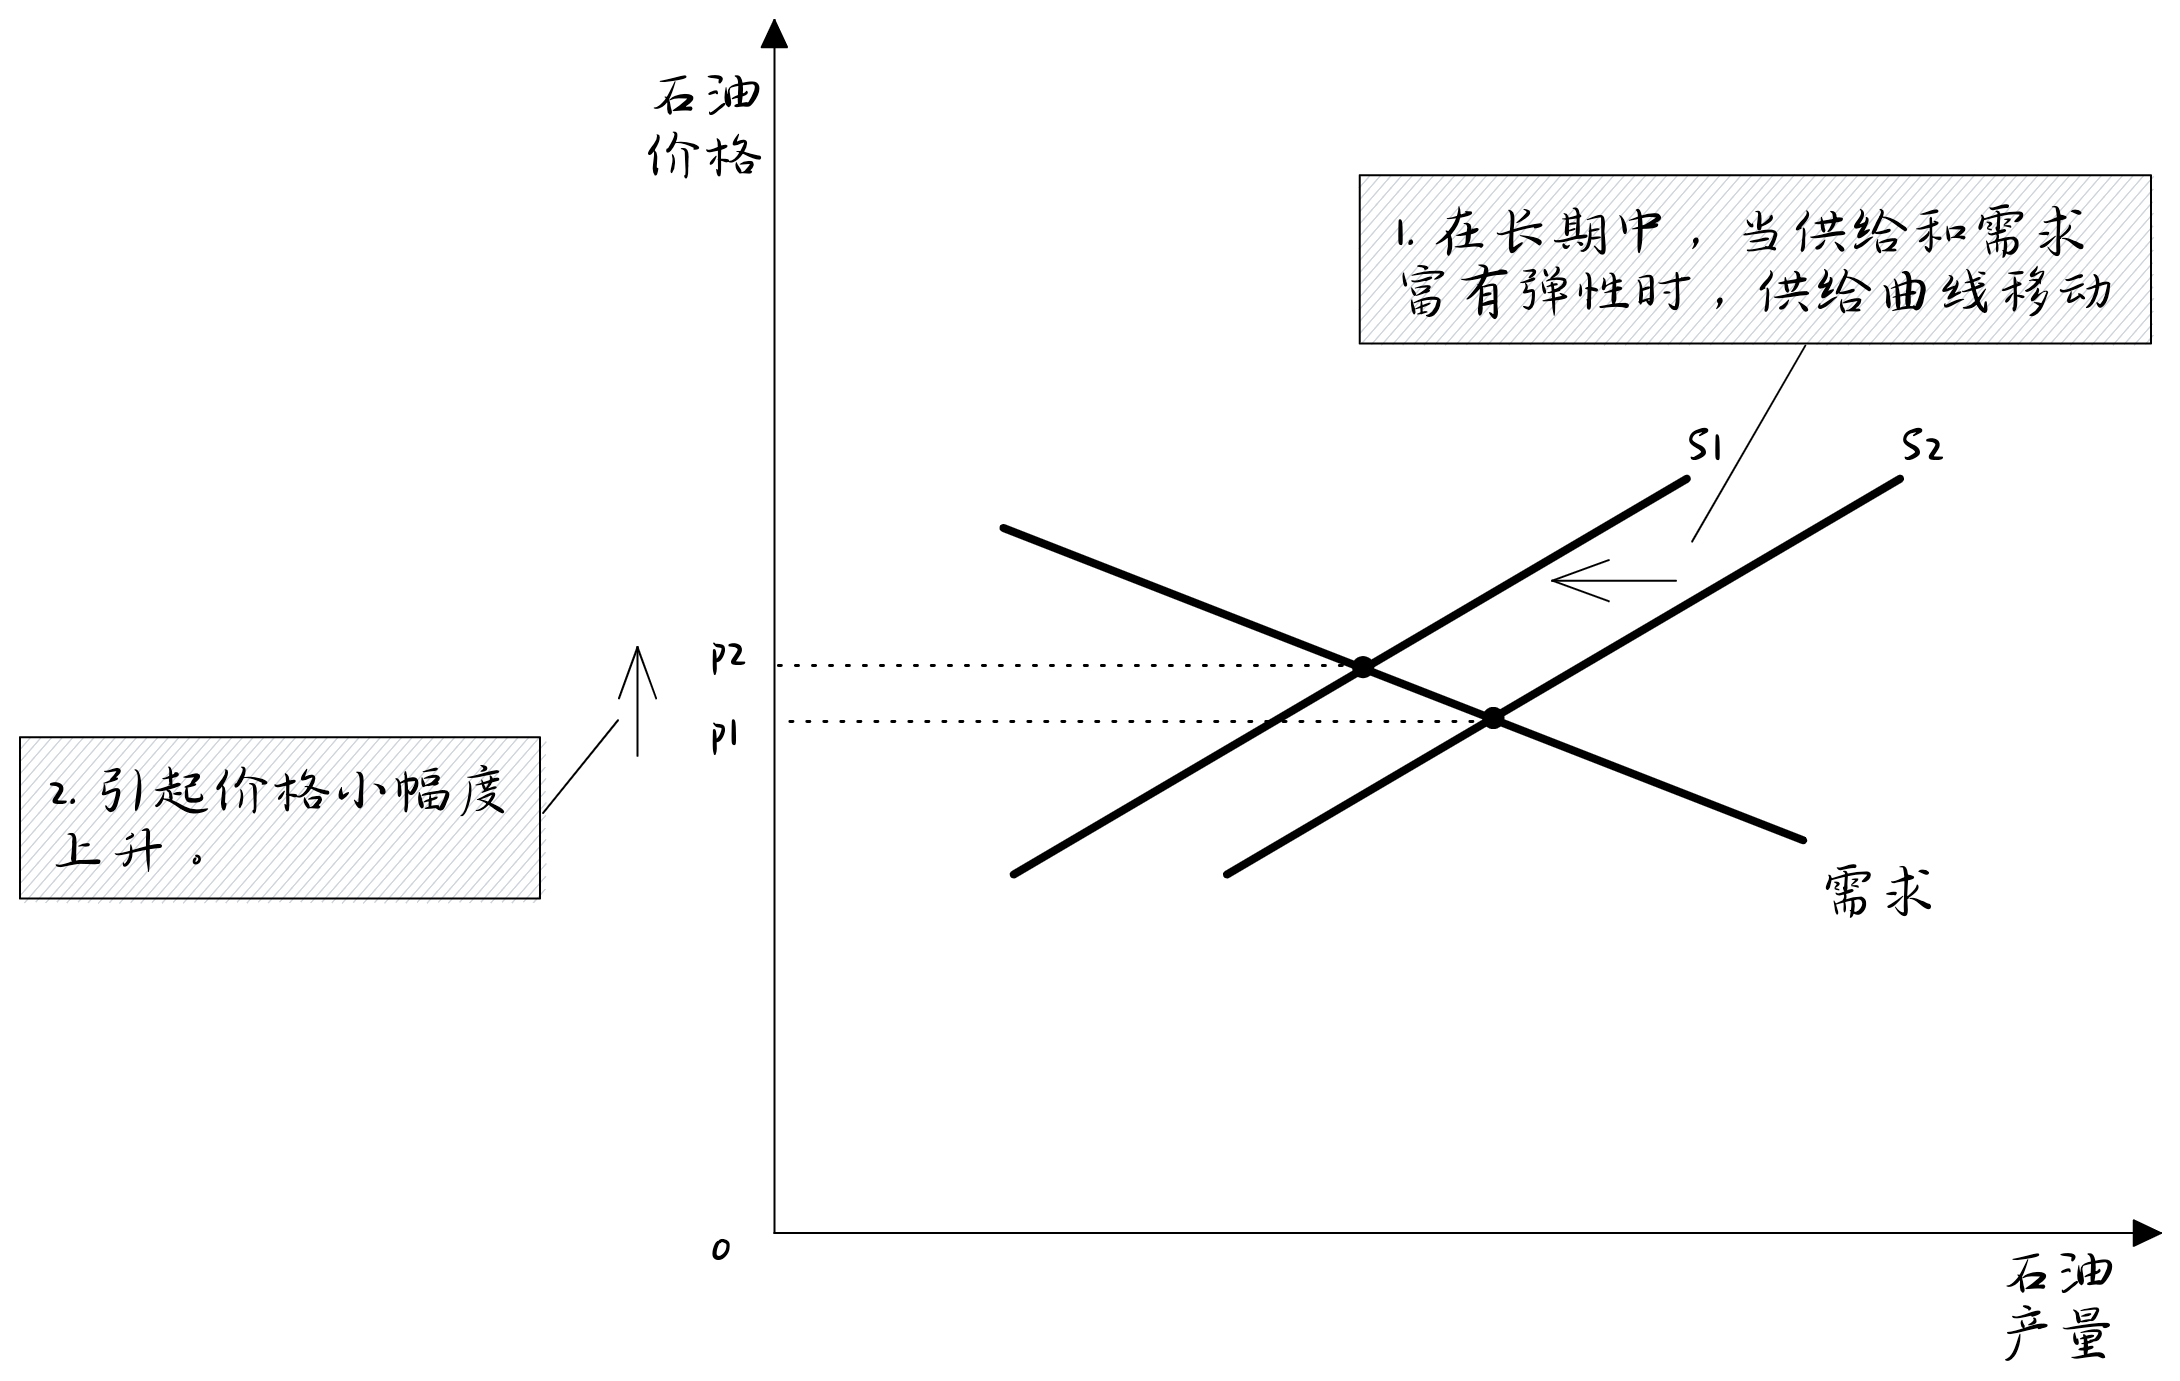 石油
价格
1. 在长期中，当供给和需求
富有弹性时，供给曲线移动
S1
S2
p2
p1
2. 引起价格小幅度
上升。
需求
0
石油
产量